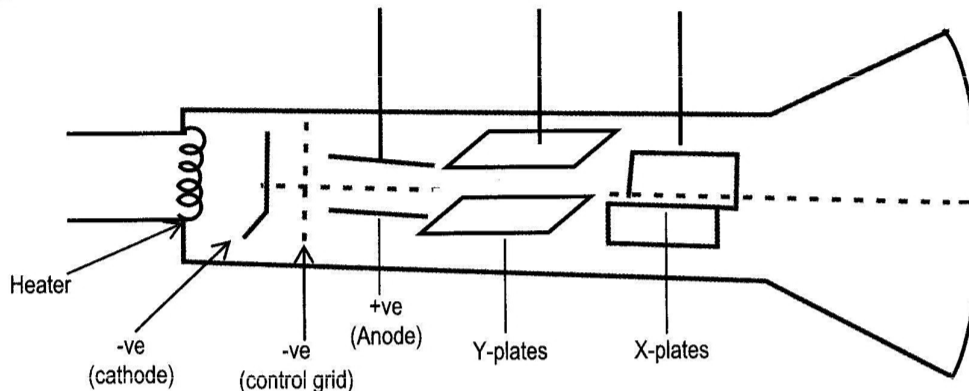 Heater
-ve
(cathode)
-ve
(control grid)
+ve
(Anode)
Y-plates
X-plates